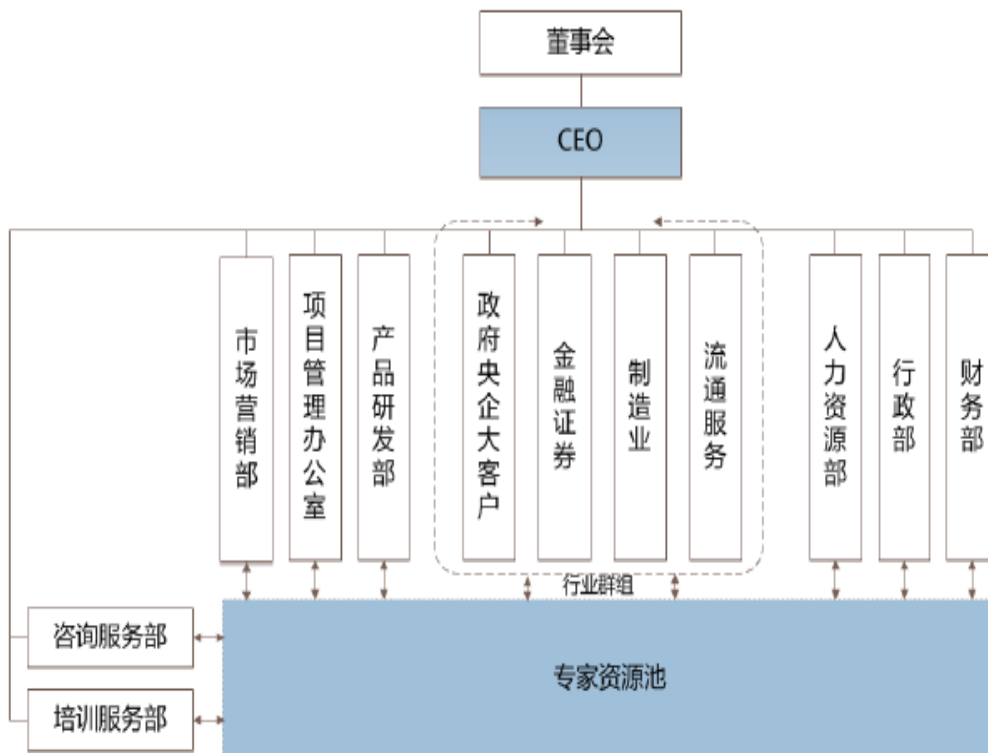 董事会
CEO
市场营销部
项目管理办公室
产品研发部
政府央企大客户
金融证券
制造业
流通服务
人力资源部
行政部
财务部
行业群组
咨询服务部
专家资源池
培训服务部